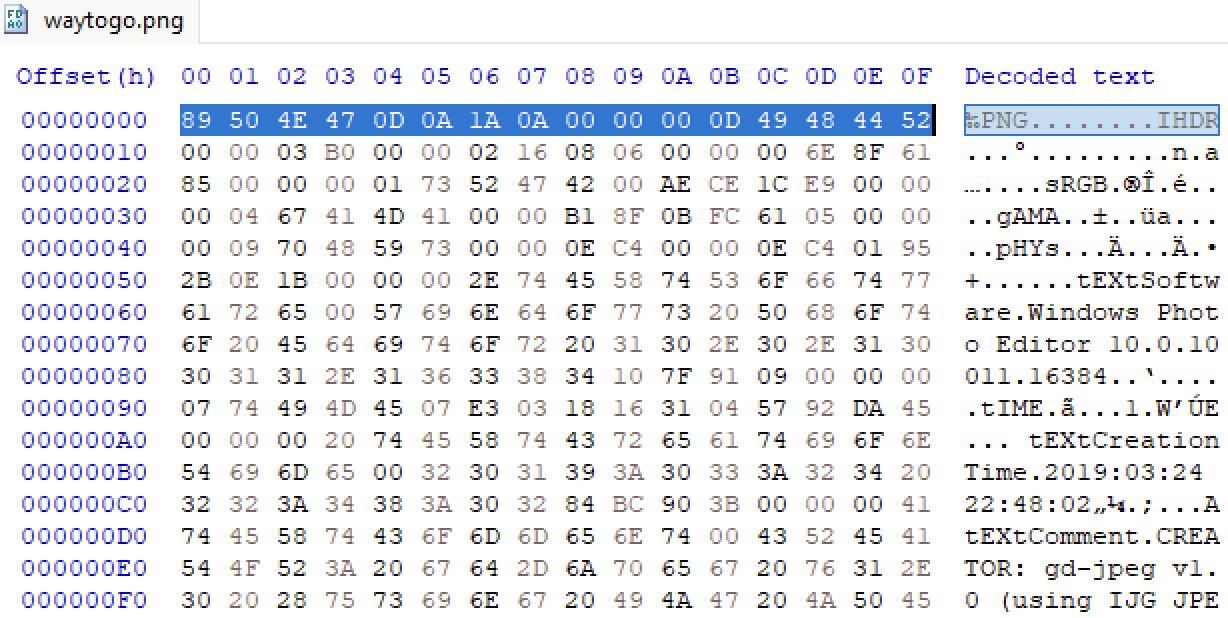 waytogo.png
Offset(h) 00 01 02 03 04 05 06 07 08 09 0A 0B 0C 0D 0E 0F Decoded text
00000000 89 50 4E 47 0D 0A 1A 0A 00 00 00 0D 49 48 44 52 ‰PNG........IHDR
00000010 00 00 03 B0 00 00 02 16 08 06 00 00 00 6E 8F 61 ...°.........n.a
00000020 85 00 00 00 01 73 52 47 42 00 AE CE 1C E9 00 00 …....sRGB.®Î.é..
00000030 00 04 67 41 4D 41 00 00 B1 8F 0B FC 61 05 00 00 ..gAMA..±..üa...
00000040 00 09 70 48 59 73 00 00 0E C4 00 00 0E C4 01 95 ..pHYs...Ä...Ä.•
00000050 2B 0E 1B 00 00 00 2E 74 45 58 74 53 6F 66 74 77 +......tEXtSoftw
00000060 61 72 65 00 57 69 6E 64 6F 77 73 20 50 68 6F 74 are.Windows Phot
00000070 6F 20 45 64 69 74 6F 72 20 31 30 2E 30 2E 31 30 o Editor 10.0.10
00000080 30 31 31 2E 31 36 33 38 34 10 7F 91 09 00 00 00 011.16384..‘....
00000090 07 74 49 4D 45 07 E3 03 18 16 31 04 57 92 DA 45 .tIME.ã...1.W’ÚE
000000A0 00 00 00 20 74 45 58 74 43 72 65 61 74 69 6F 6E ... tEXtCreation
000000B0 54 69 6D 65 00 32 30 31 39 3A 30 33 3A 32 34 20 Time.2019:03:24
000000C0 32 32 3A 34 38 3A 30 32 84 BC 90 3B 00 00 00 41 22:48:02„¼.;...A
000000D0 74 45 58 74 43 6F 6D 6D 65 6E 74 00 43 52 45 41 tEXtComment.CREA
000000E0 54 4F 52 3A 20 67 64 2D 6A 70 65 67 20 76 31 2E TOR: gd-jpeg v1.
000000F0 30 20 28 75 73 69 6E 67 20 49 4A 47 20 4A 50 45 0 (using IJG JPE